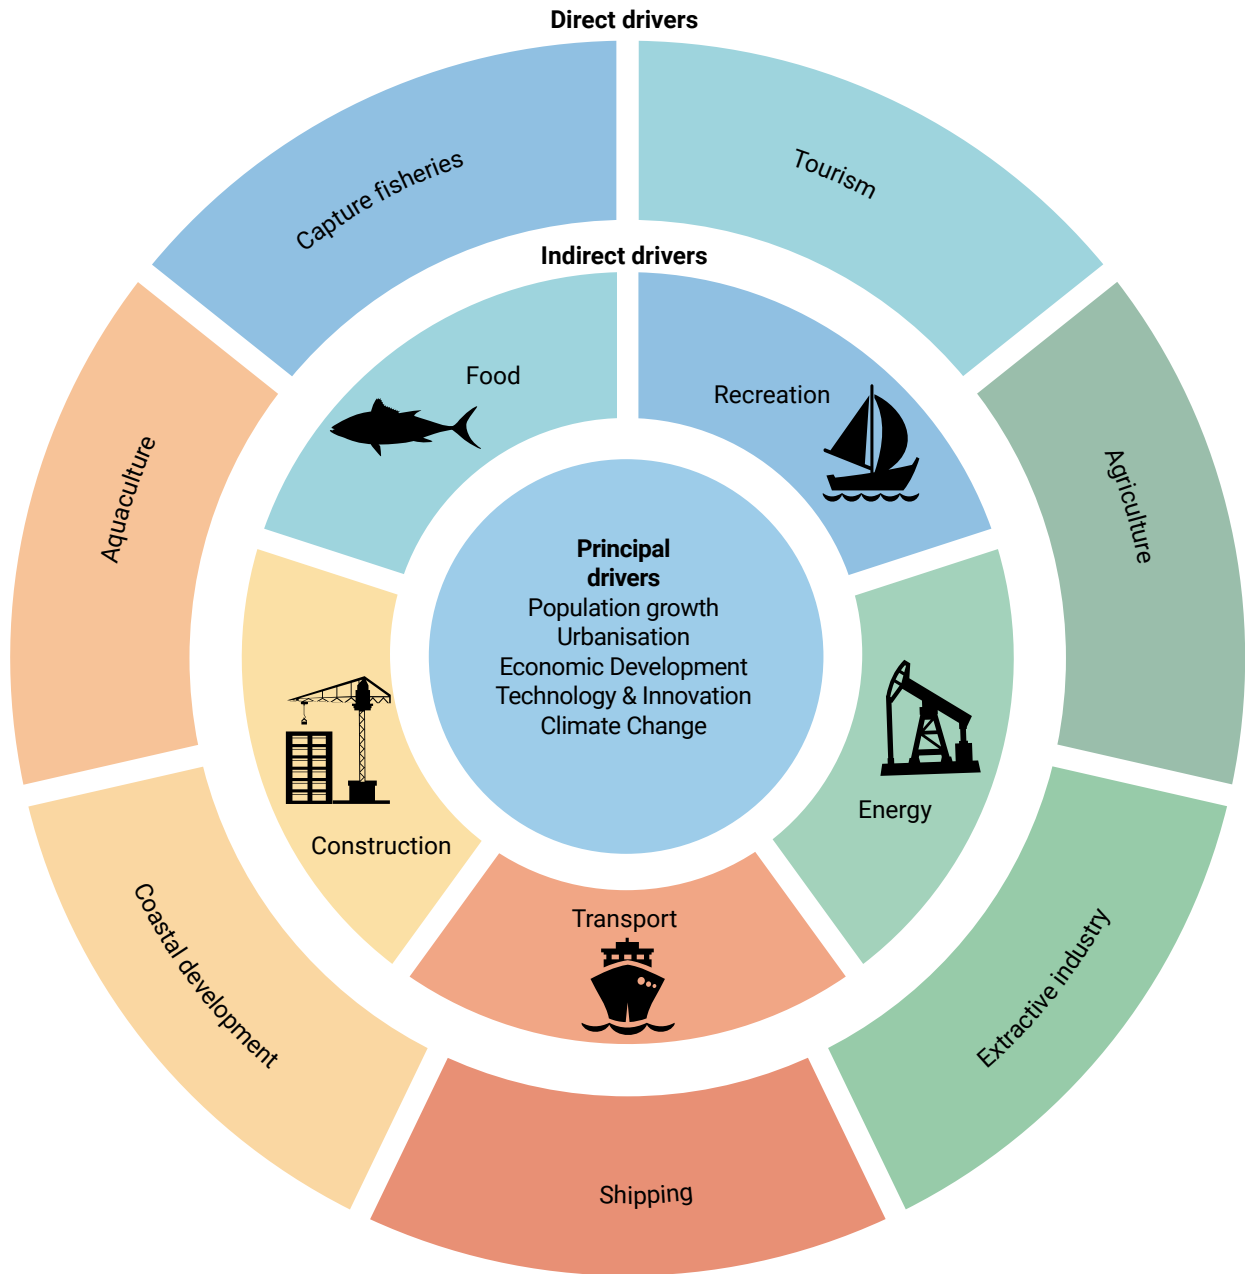 Direct drivers
Capture fisheries
Tourism
Aquaculture
Agriculture
Coastal development
Extractive industry
Shipping
Indirect drivers
Food
Recreation
Construction
Energy
Transport
Principal
drivers
Population growth
Urbanisation
Economic Development
Technology & Innovation
Climate Change